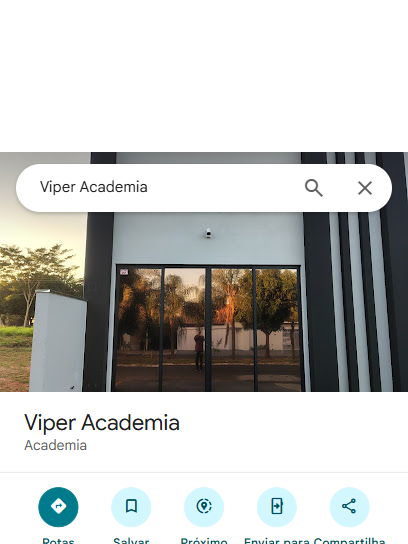 Viper Academia
Viper Academia
Academia
Rotas
Salvar
Próximo
Enviar para
Compartilha